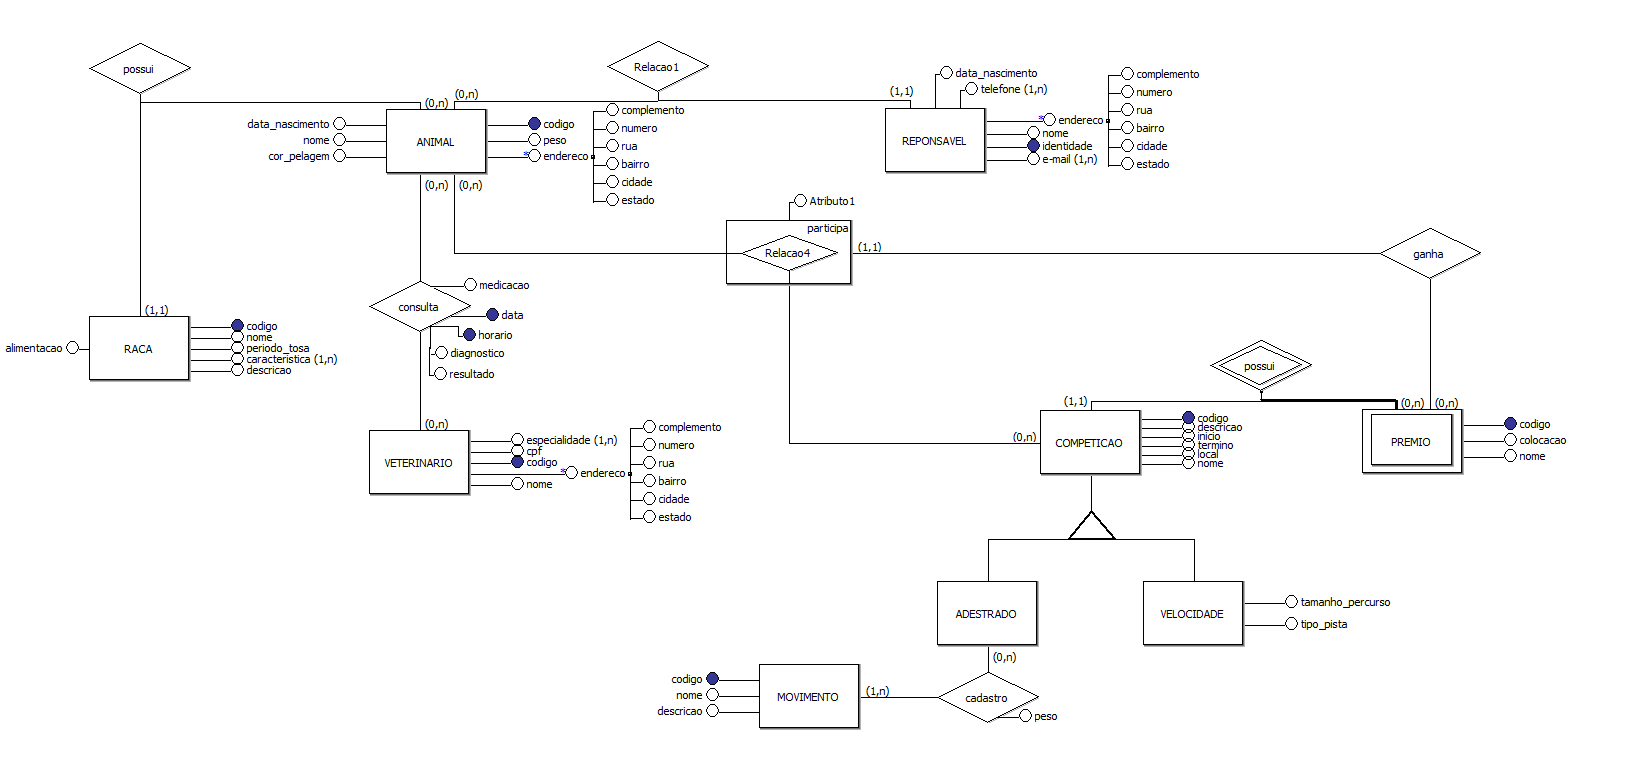 possui
Relacao1
(0,n)
(0,n)
(1,1)
data_nascimento
telefone (1,n)
complemento
numero
rua
bairro
cidade
estado
* endereco
nome
identidade
e-mail (1,n)
REPONSAVEL
data_nascimento
nome
cor_pelagem
ANIMAL
codigo
peso
* endereco
complemento
numero
rua
bairro
cidade
estado
(0,n)
(0,n)
Atributo1
participa
Relacao4
(1,1)
ganha
medicacao
consulta
data
horario
diagnostico
resultado
(1,1)
alimentacao
RACA
codigo
nome
periodo_tosa
caracteristica (1,n)
descricao
possui
(1,1)
(0,n)
(0,n)
(0,n)
VETERINARIO
especialidade (1,n)
cpf
codigo
* endereco
nome
complemento
numero
rua
bairro
cidade
estado
(0,n)
COMPETICAO
codigo
descricao
inicio
termino
local
nome
PREMIO
codigo
colocacao
nome
ADESTRADO
VELOCIDADE
tamanho_percurso
tipo_pista
(0,n)
codigo
nome
descricao
MOVIMENTO
(1,n)
cadastro
peso